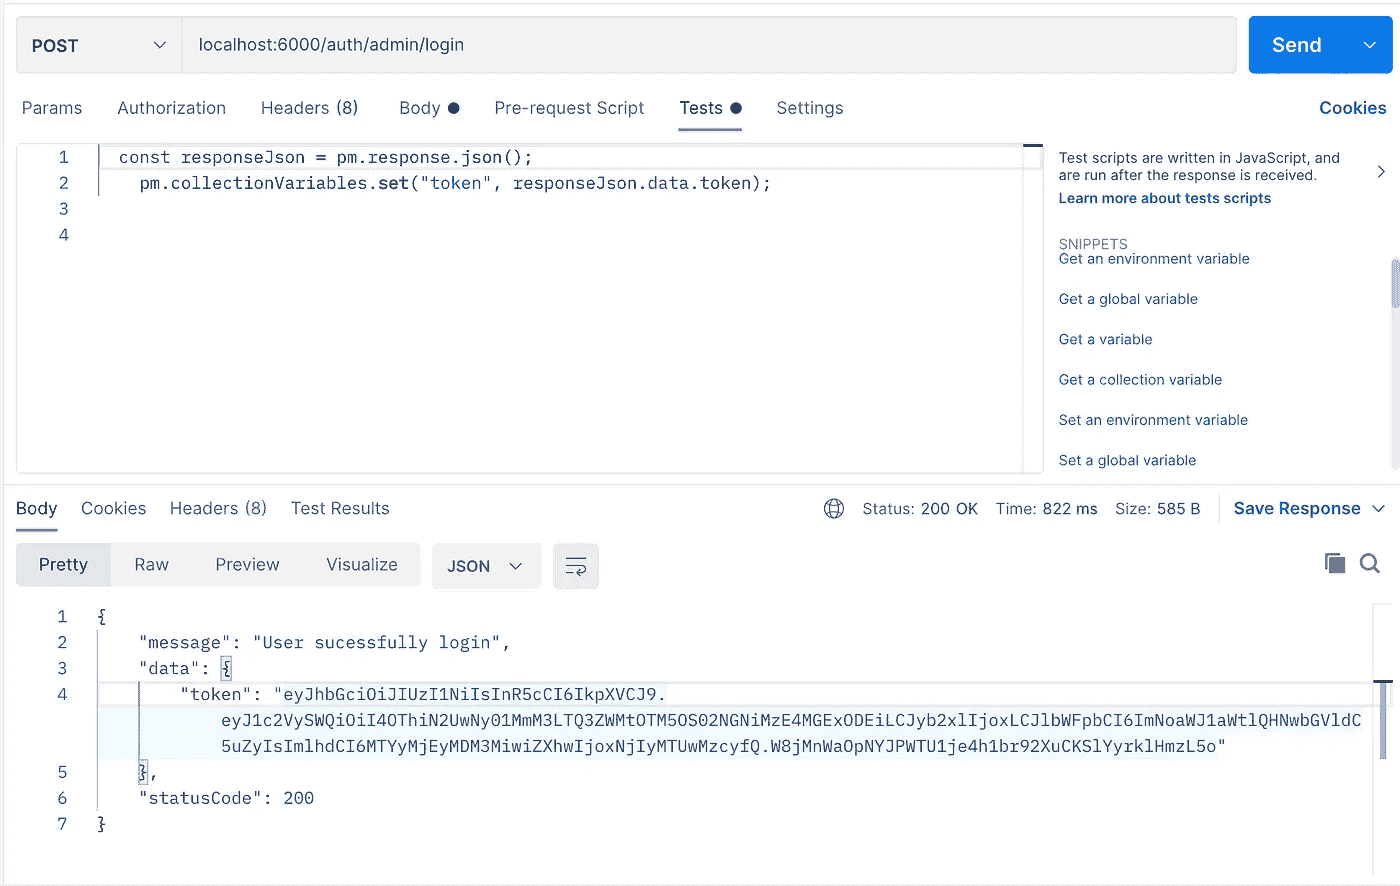 POST
localhost:6000/auth/admin/login
Send
Params Authorization Headers (8) Body Pre-request Script Tests Settings Cookies
1 const responseJson = pm.response.json();
2 pm.collectionVariables.set("token", responseJson.data.token);
3
4
Test scripts are written in JavaScript, and
are run after the response is received.
Learn more about tests scripts
SNIPPETS
Get an environment variable
Get a global variable
Get a variable
Get a collection variable
Set an environment variable
Set a global variable
Body Cookies Headers (8) Test Results Status: 200 OK Time: 822 ms Size: 585 B Save Response
Pretty Raw Preview Visualize JSON
1 {
2 "message": "User sucessfully login",
3 "data": {
4 "token": "eyJhbGciOiJIUzI1NiIsInR5cCI6IkpXVCJ9.
eyJ1c2VySWQiOiI4OThiN2UwNy01MmM3LTQ3ZWMtOTM5OS02NGNiMzE4MGExODEiLCJyb2xlIjoxLCJlbWFpbCI6ImNoaWJ1aWtlQHNwbGVldC
5uZyIsImlhdCI6MTYyMjEyMDM3MiwiZXhwIjoxNjIyMTUwMzcyfQ.W8jMnWaOpNYJPWTU1je4h1br92XuCKSlYyrklHmzL5o"
5 },
6 "statusCode": 200
7 }